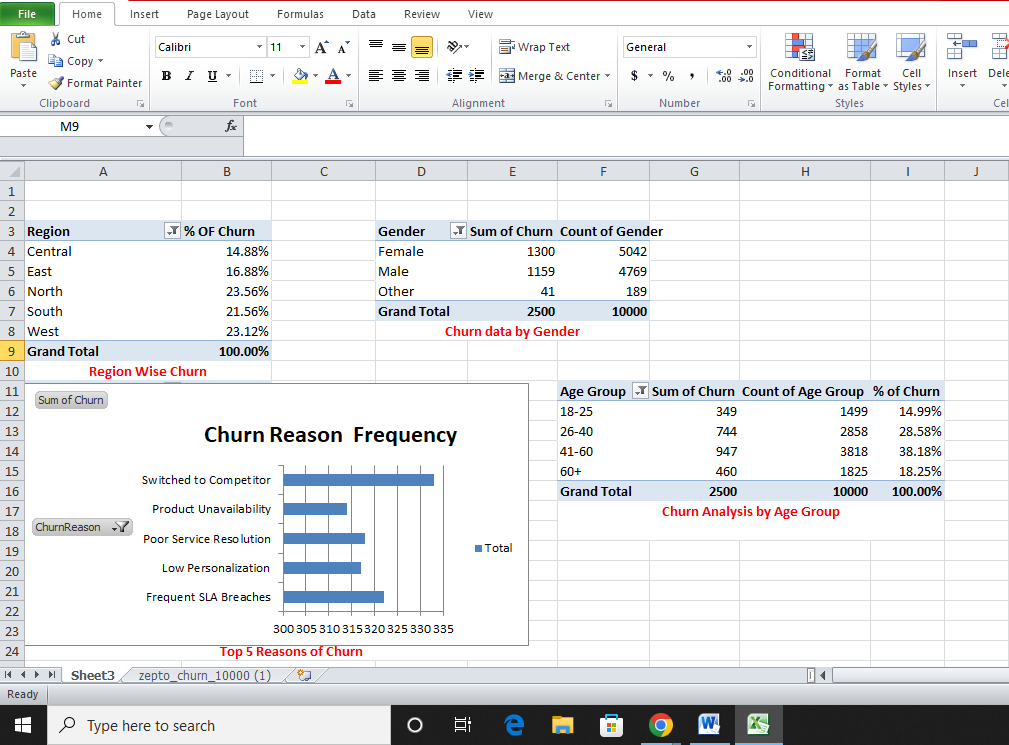 File Home Insert Page Layout Formulas Data Review View
Paste
Cut
Copy
Format Painter
Clipboard
Calibri 11 A A
B I U A
Font
Wrap Text
Merge & Center
Alignment
General
$ % , .0 .00 .00 .0
Number
Conditional Formatting
Format as Table
Cell Styles
Styles
Insert Dele
Cel
M9 fx
A B C D E F G H I J
1
2
3 Region % OF Churn Gender Sum of Churn Count of Gender
4 Central 14.88% Female 1300 5042
5 East 16.88% Male 1159 4769
6 North 23.56% Other 41 189
7 South 21.56% Grand Total 2500 10000
8 West 23.12% Churn data by Gender
9 Grand Total 100.00%
10 Region Wise Churn
11 Age Group Sum of Churn Count of Age Group % of Churn
12 18-25 349 1499 14.99%
13 26-40 744 2858 28.58%
14 41-60 947 3818 38.18%
15 60+ 460 1825 18.25%
16 Grand Total 2500 10000 100.00%
17 Churn Analysis by Age Group
18
19
20
21
22
23
24 Top 5 Reasons of Churn
Sum of Churn
Churn Reason Frequency
Switched to Competitor
Product Unavailability
ChurnReason
Poor Service Resolution
Total
Low Personalization
Frequent SLA Breaches
300 305 310 315 320 325 330 335
Sheet3 zepto_churn_10000 (1)
Ready
Type here to search